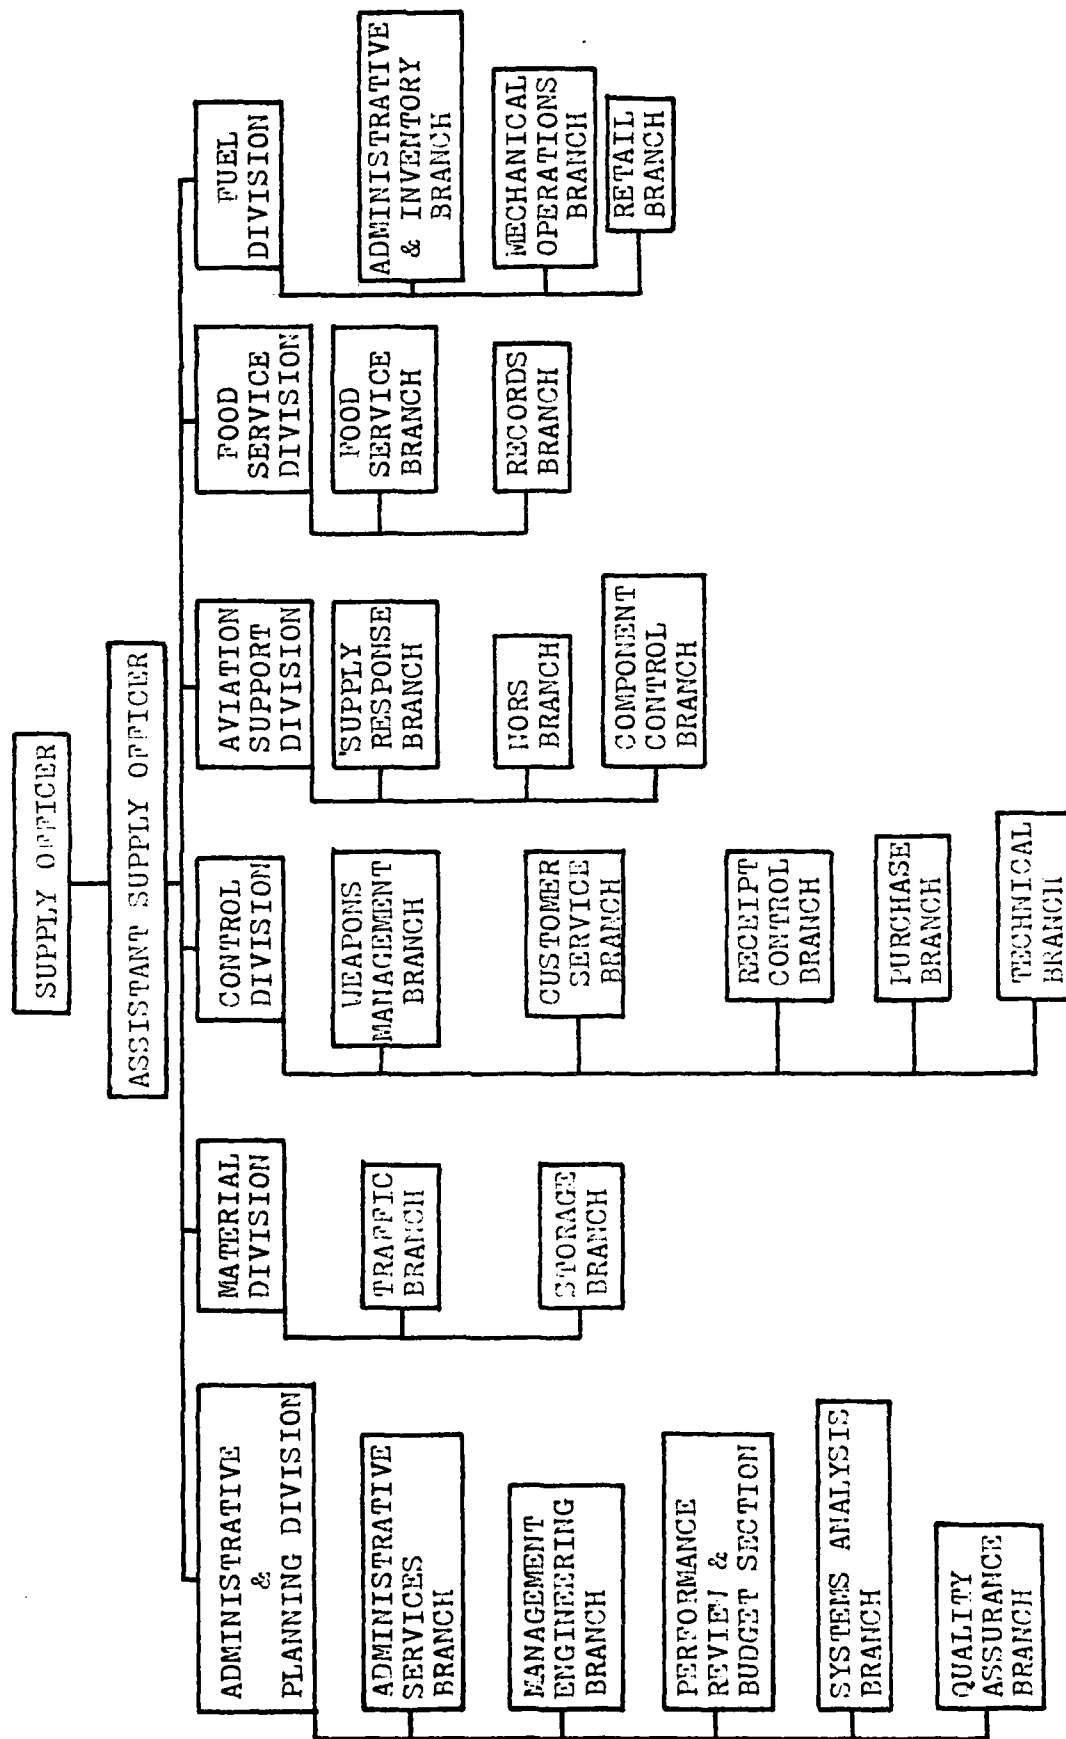 SUPPLY OFFICER
ASSISTANT SUPPLY OFFICER
ADMINISTRATIVE
&
PLANNING DIVISION
ADMINISTRATIVE
SERVICES
BRANCH
MANAGEMENT
ENGINEERING
BRANCH
PERFORMANCE
REVIEW &
BUDGET SECTION
SYSTEMS ANALYSIS
BRANCH
QUALITY
ASSURANCE
BRANCH
MATERIAL
DIVISION
TRAFFIC
BRANCH
STORAGE
BRANCH
CONTROL
DIVISION
WEAPONS
MANAGEMENT
BRANCH
CUSTOMER
SERVICE
BRANCH
RECEIPT
CONTROL
BRANCH
PURCHASE
BRANCH
TECHNICAL
BRANCH
AVIATION
SUPPORT
DIVISION
SUPPLY
RESPONSE
BRANCH
NORS
BRANCH
COMPONENT
CONTROL
BRANCH
FOOD
SERVICE
DIVISION
FOOD
SERVICE
BRANCH
RECORDS
BRANCH
FUEL
DIVISION
ADMINISTRATIVE
& INVENTORY
BRANCH
MECHANICAL
OPERATIONS
BRANCH
RETAIL
BRANCH